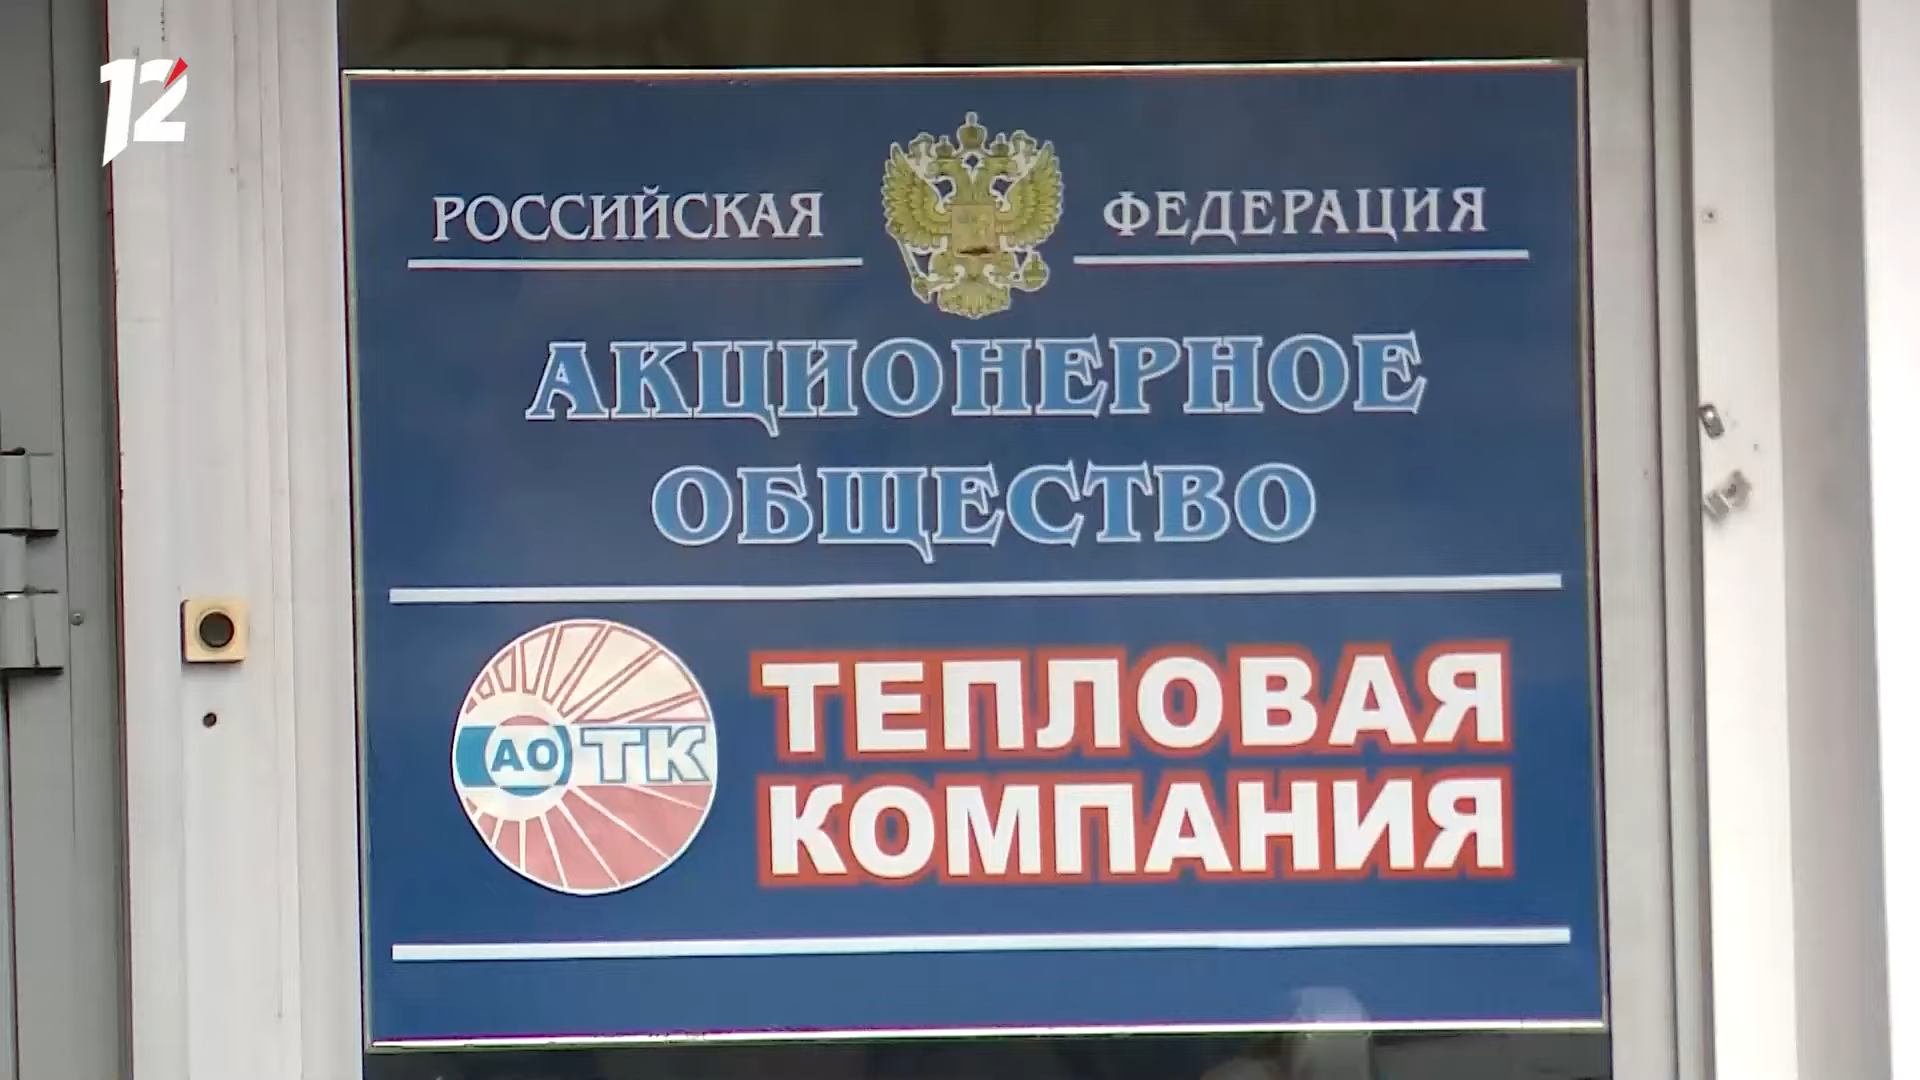 12
РОССИЙСКАЯ ФЕДЕРАЦИЯ
АКЦИОНЕРНОЕ
ОБЩЕСТВО
АО ТК
ТЕПЛОВАЯ
КОМПАНИЯ